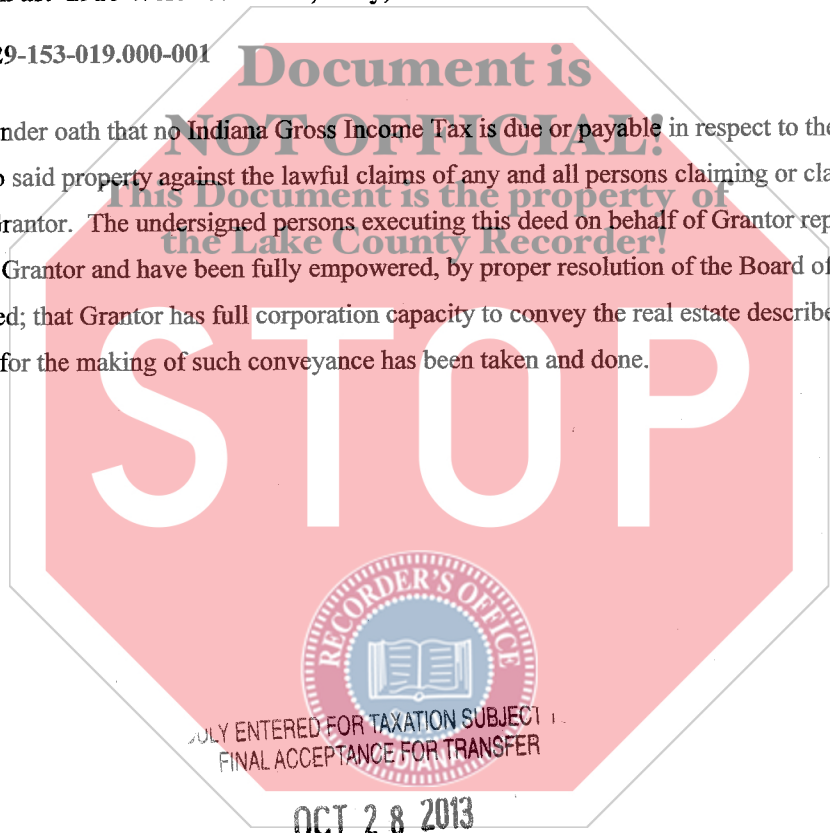 29-153-019.000-001
Document is
NOT OFFICIAL!
This Document is the property of
the Lake County Recorder!
nder oath that no Indiana Gross Income Tax is due or payable in respect to the
said property against the lawful claims of any and all persons claiming or cla
rantor. The undersigned persons executing this deed on behalf of Grantor rep
Grantor and have been fully empowered, by proper resolution of the Board of
ed; that Grantor has full corporation capacity to convey the real estate describe
for the making of such conveyance has been taken and done.
STOP
RECORDER'S OFFICE
ULY ENTERED FOR TAXATION SUBJECT
FINAL ACCEPTANCE FOR TRANSFER
OCT 28 2013